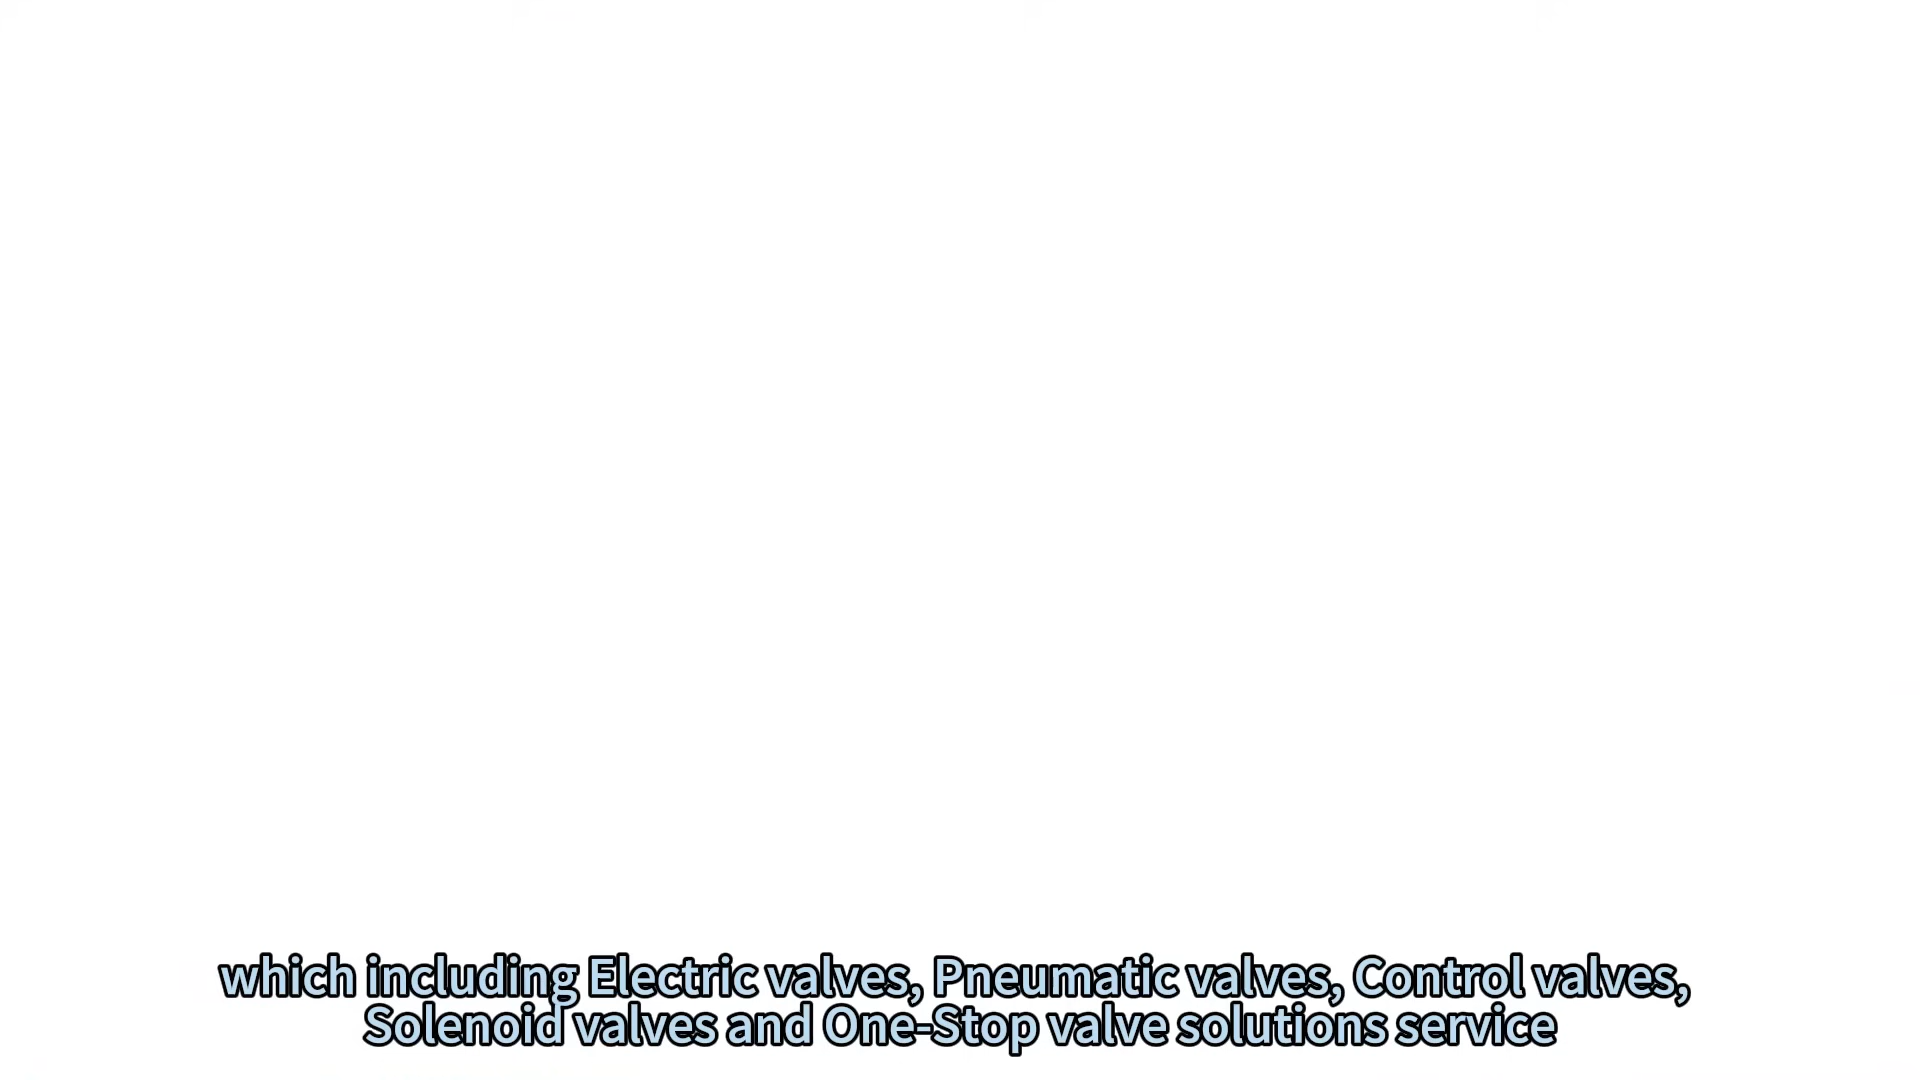 which including Electric valves, Pneumatic valves, Control valves,
Solenoid valves and One-Stop valve solutions service